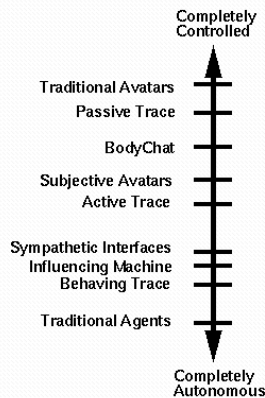 Completely
Controlled
Traditional Avatars
Passive Trace
BodyChat
Subjective Avatars
Active Trace
Sympathetic Interfaces
Influencing Machine
Behaving Trace
Traditional Agents
Completely
Autonomous